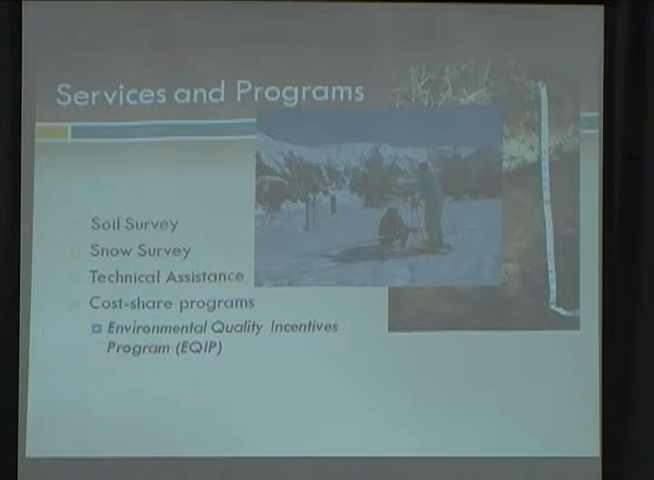 Services and Programs
Soil Survey
Snow Survey
Technical Assistance
Cost-share programs
Environmental Quality Incentives
Program (EQIP)